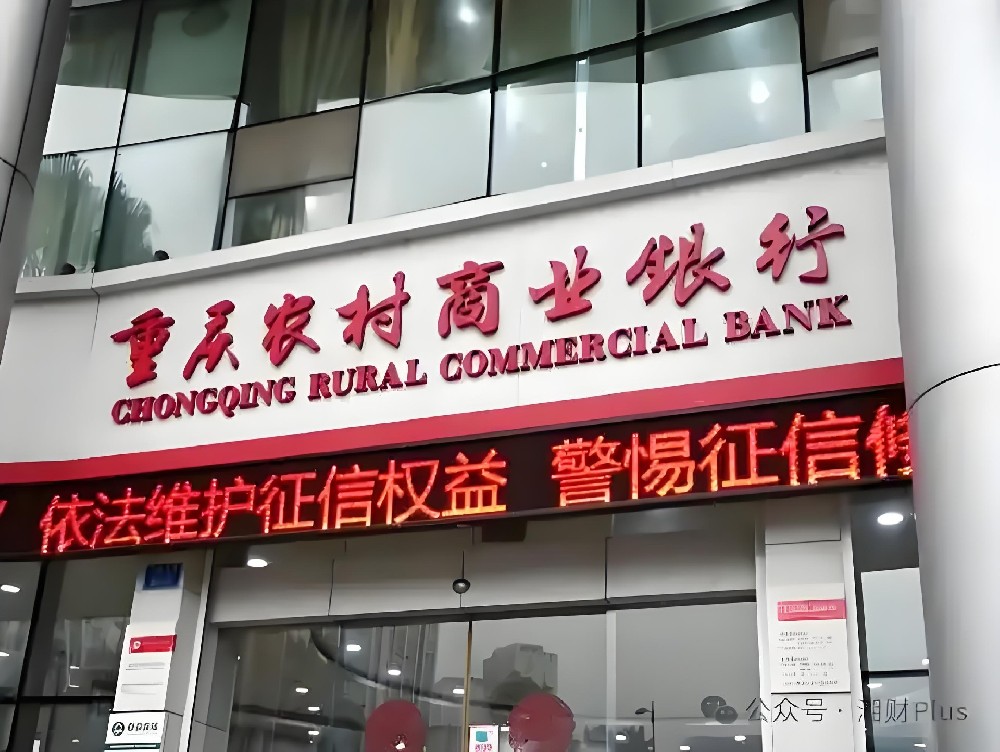 重庆农村商业银行
CHONGQING RURAL COMMERCIAL BANK
依法维护征信权益 警惕征信修
公众号·湘财Plus